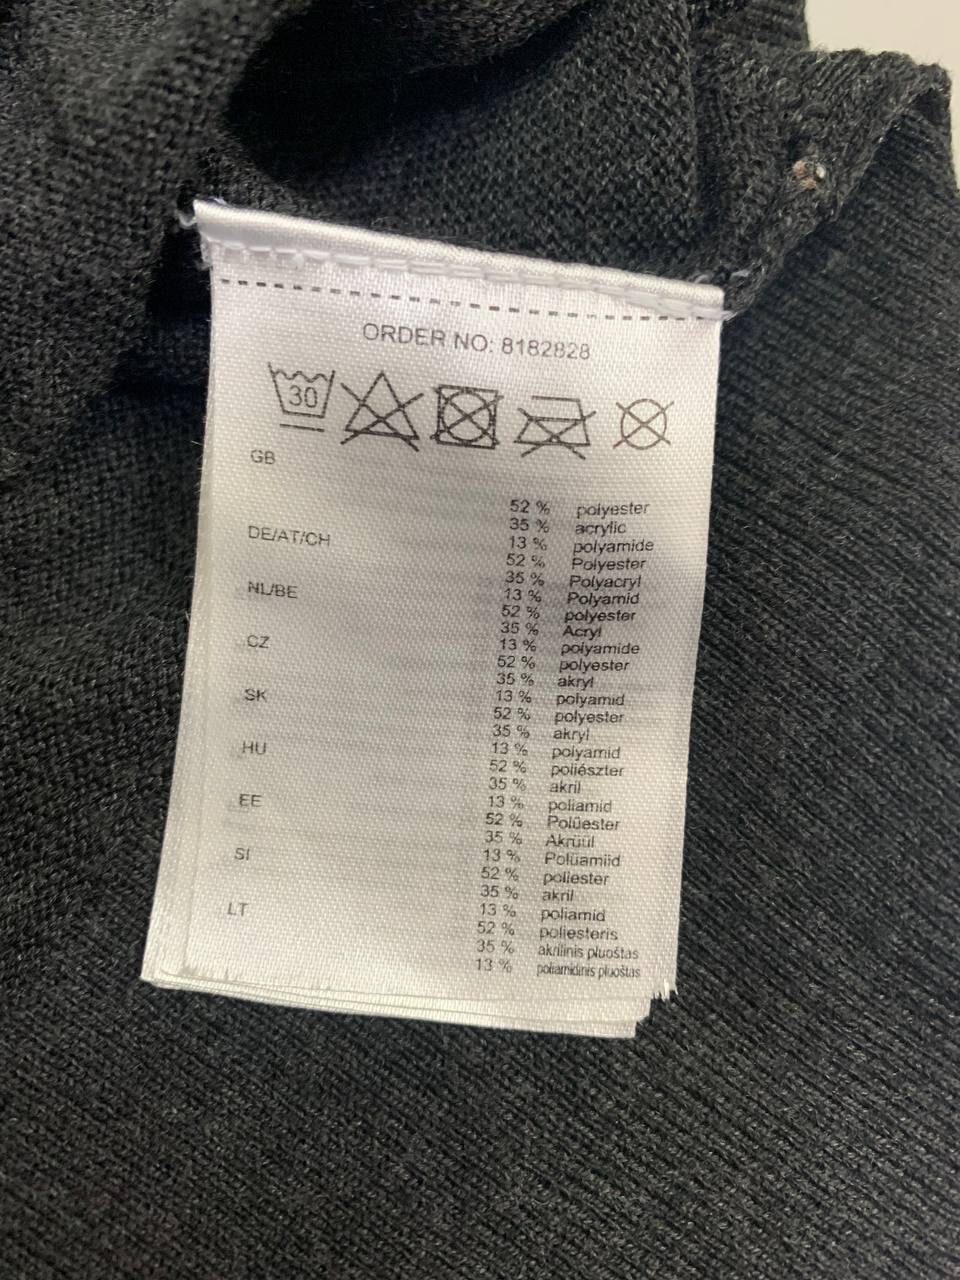 ORDER NO: 8182828
30
GB
52 % polyester
35 % acrylic
13 % polyamide
DE/AT/CH
52 % Polyester
35 % Polyacryl
13 % Polyamid
NL/BE
52 % polyester
35 % Acryl
13 % polyamide
CZ
52 % polyester
35 % akryl
13 % polyamid
SK
52 % polyester
35 % akryl
13 % polyamid
HU
52 % poliészter
35 % akril
13 % poliamid
EE
52 % Polüester
35 % Akrüül
13 % Polüamiid
SI
52 % poliester
35 % akril
13 % poliamid
LT
52 % poliesteris
35 % akrilinis pluoštas
13 % poliamidinis pluoštas